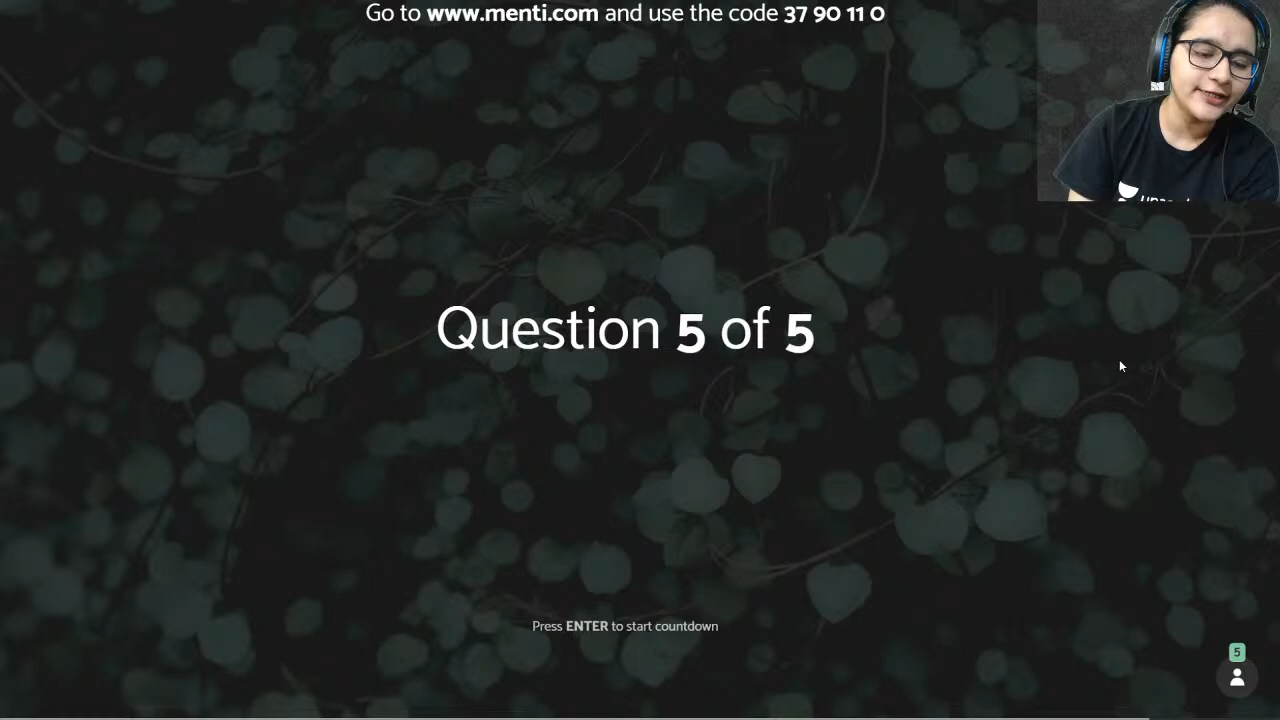 Go to www.menti.com and use the code 37 90 11 0
Question 5 of 5
Press ENTER to start countdown
5